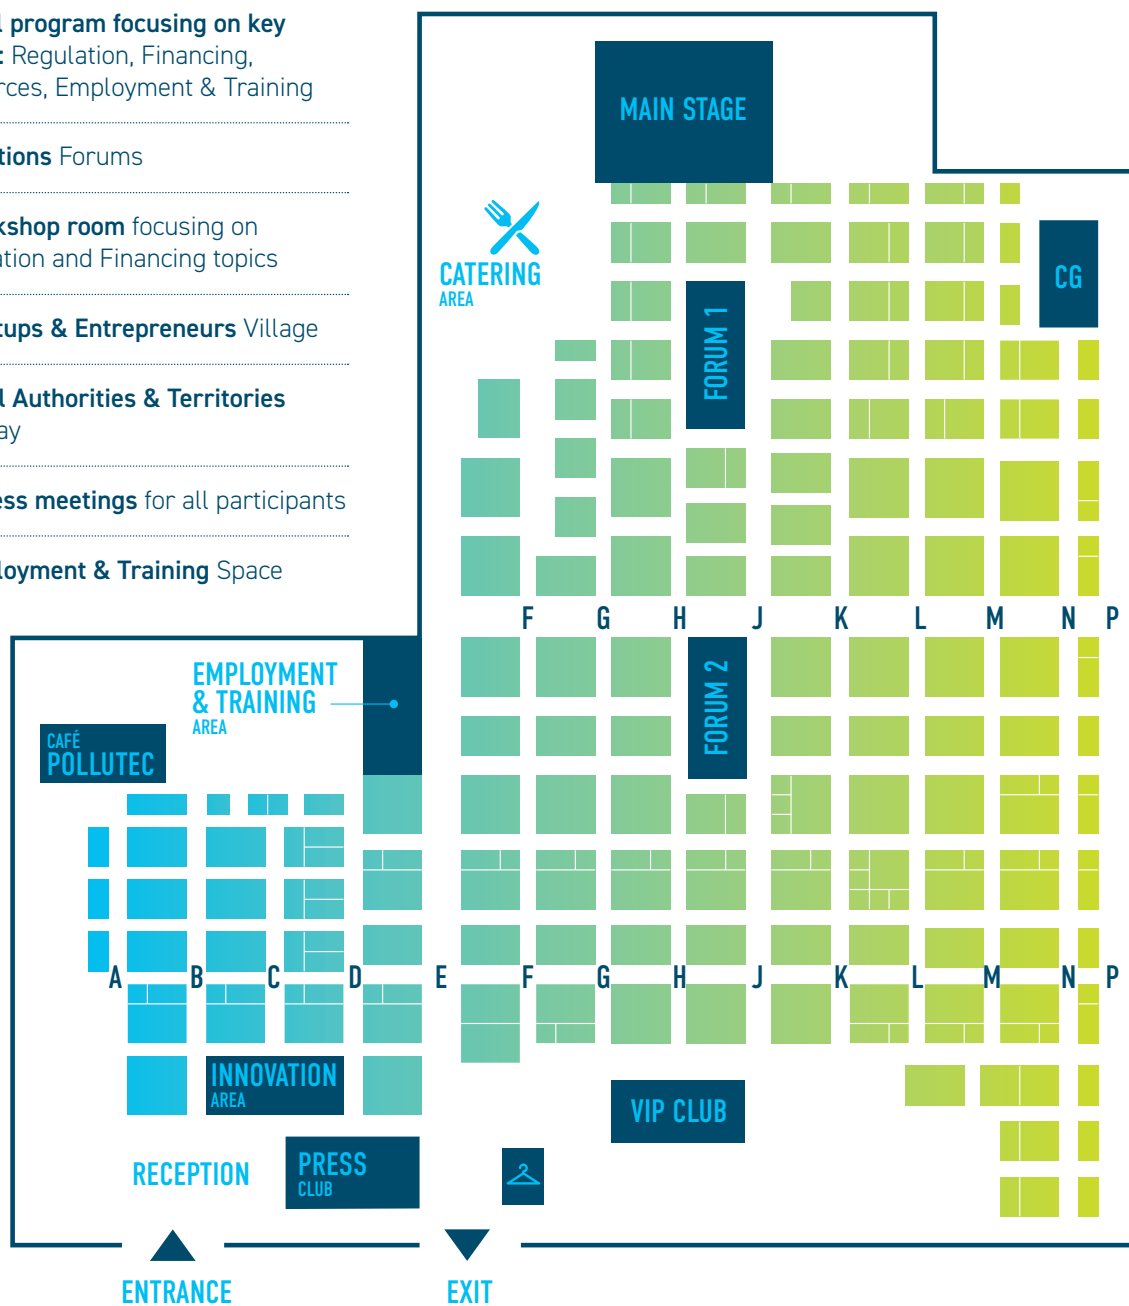 program focusing on key
: Regulation, Financing,
rces, Employment & Training
tions Forums
kshop room focusing on
ation and Financing topics
tups & Entrepreneurs Village
l Authorities & Territories
ay
ess meetings for all participants
loyment & Training Space
MAIN STAGE
CATERING
AREA
CG
FORUM 1
F G H J K L M N P
EMPLOYMENT
& TRAINING
AREA
FORUM 2
CAFÉ
POLLUTEC
A B C D E F G H J K L M N P
INNOVATION
AREA
VIP CLUB
RECEPTION
PRESS
CLUB
ENTRANCE
EXIT